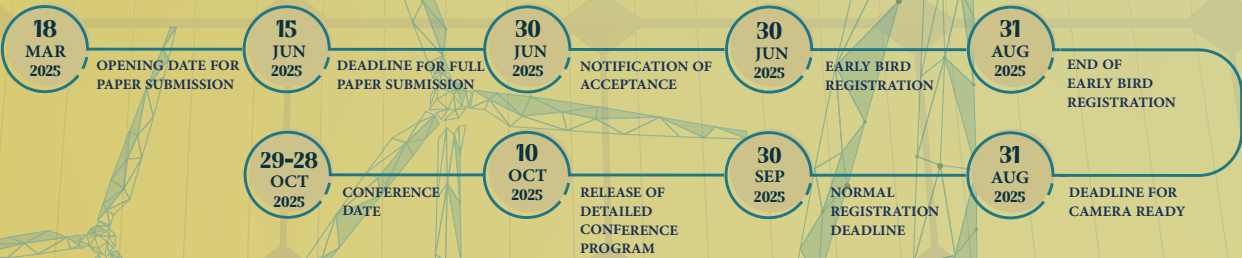 18
MAR
2025
OPENING DATE FOR
PAPER SUBMISSION
15
JUN
2025
DEADLINE FOR FULL
PAPER SUBMISSION
30
JUN
2025
NOTIFICATION OF
ACCEPTANCE
30
JUN
2025
EARLY BIRD
REGISTRATION
31
AUG
2025
END OF
EARLY BIRD
REGISTRATION
31
AUG
2025
DEADLINE FOR
CAMERA READY
30
SEP
2025
NORMAL
REGISTRATION
DEADLINE
10
OCT
2025
RELEASE OF
DETAILED
CONFERENCE
PROGRAM
29-28
OCT
2025
CONFERENCE
DATE